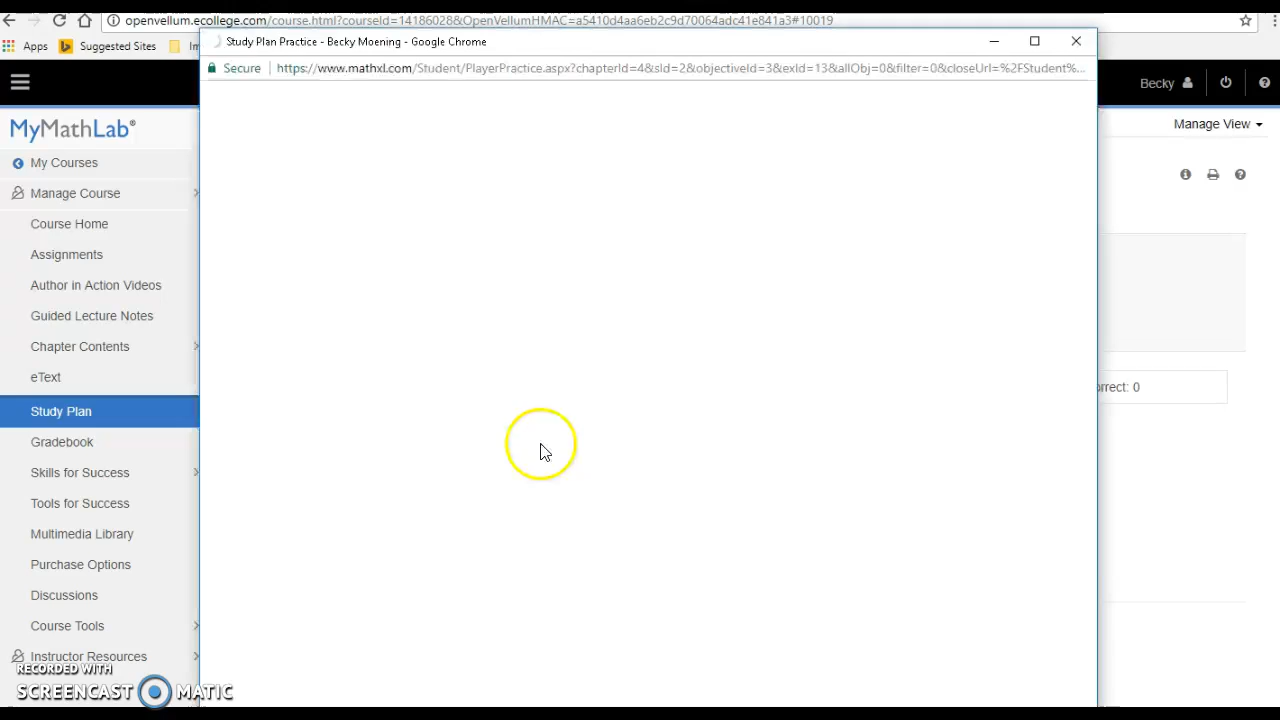 openvellum.ecollege.com/course.html?courseId=14186028&OpenVellumHMAC=a5410d4aa6eb2c9d70064adc41e841a3#10019
Apps
Suggested Sites
Study Plan Practice - Becky Moening - Google Chrome
Secure
https://www.mathxl.com/Student/PlayerPractice.aspx?chapterId=4&sId=2&objectiveId=3&exId=13&allObj=0&filter=0&closeUrl=%2FStudent%...
Becky
MyMathLab®
Manage View
My Courses
Manage Course
Course Home
Assignments
Author in Action Videos
Guided Lecture Notes
Chapter Contents
eText
orrect: 0
Study Plan
Gradebook
Skills for Success
Tools for Success
Multimedia Library
Purchase Options
Discussions
Course Tools
Instructor Resources
RECORDED WITH
SCREENCAST MATIC